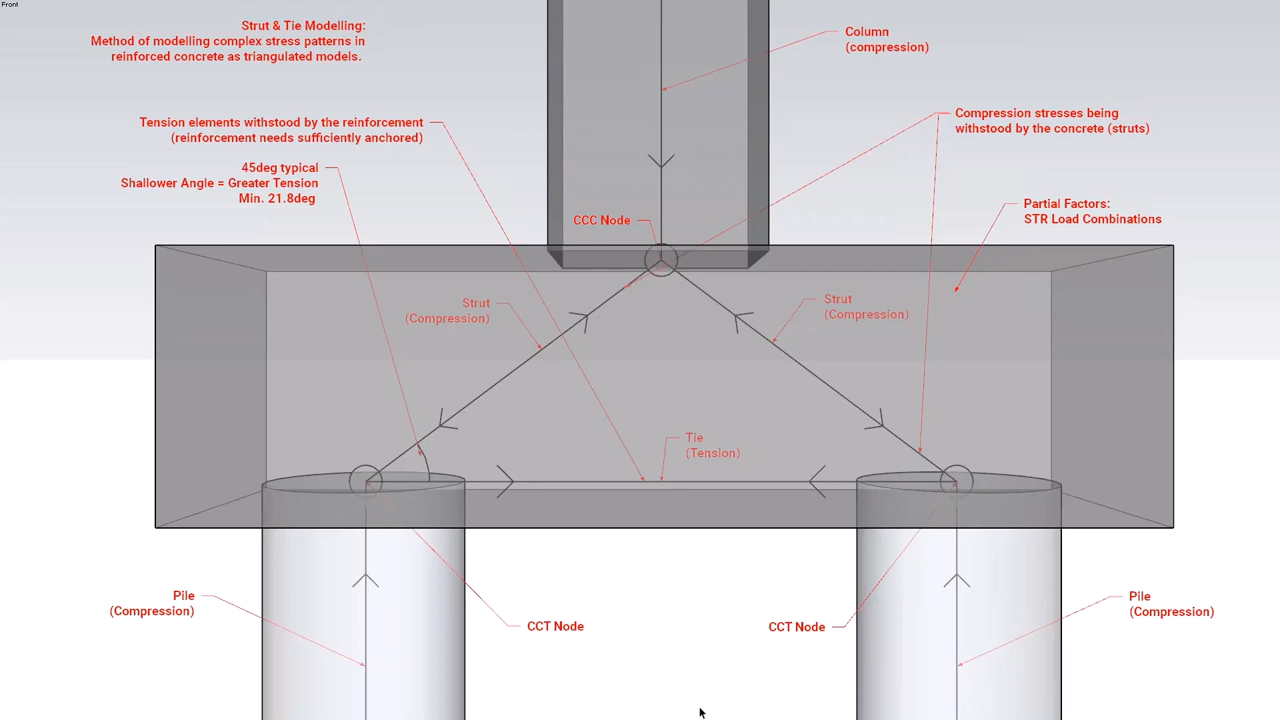 Front
Strut & Tie Modelling:
Method of modelling complex stress patterns in
reinforced concrete as triangulated models.
Column
(compression)
Tension elements withstood by the reinforcement
(reinforcement needs sufficiently anchored)
Compression stresses being
withstood by the concrete (struts)
45deg typical
Shallower Angle = Greater Tension
Min. 21.8deg
CCC Node
Partial Factors:
STR Load Combinations
Strut
(Compression)
Strut
(Compression)
Tie
(Tension)
Pile
(Compression)
CCT Node
CCT Node
Pile
(Compression)